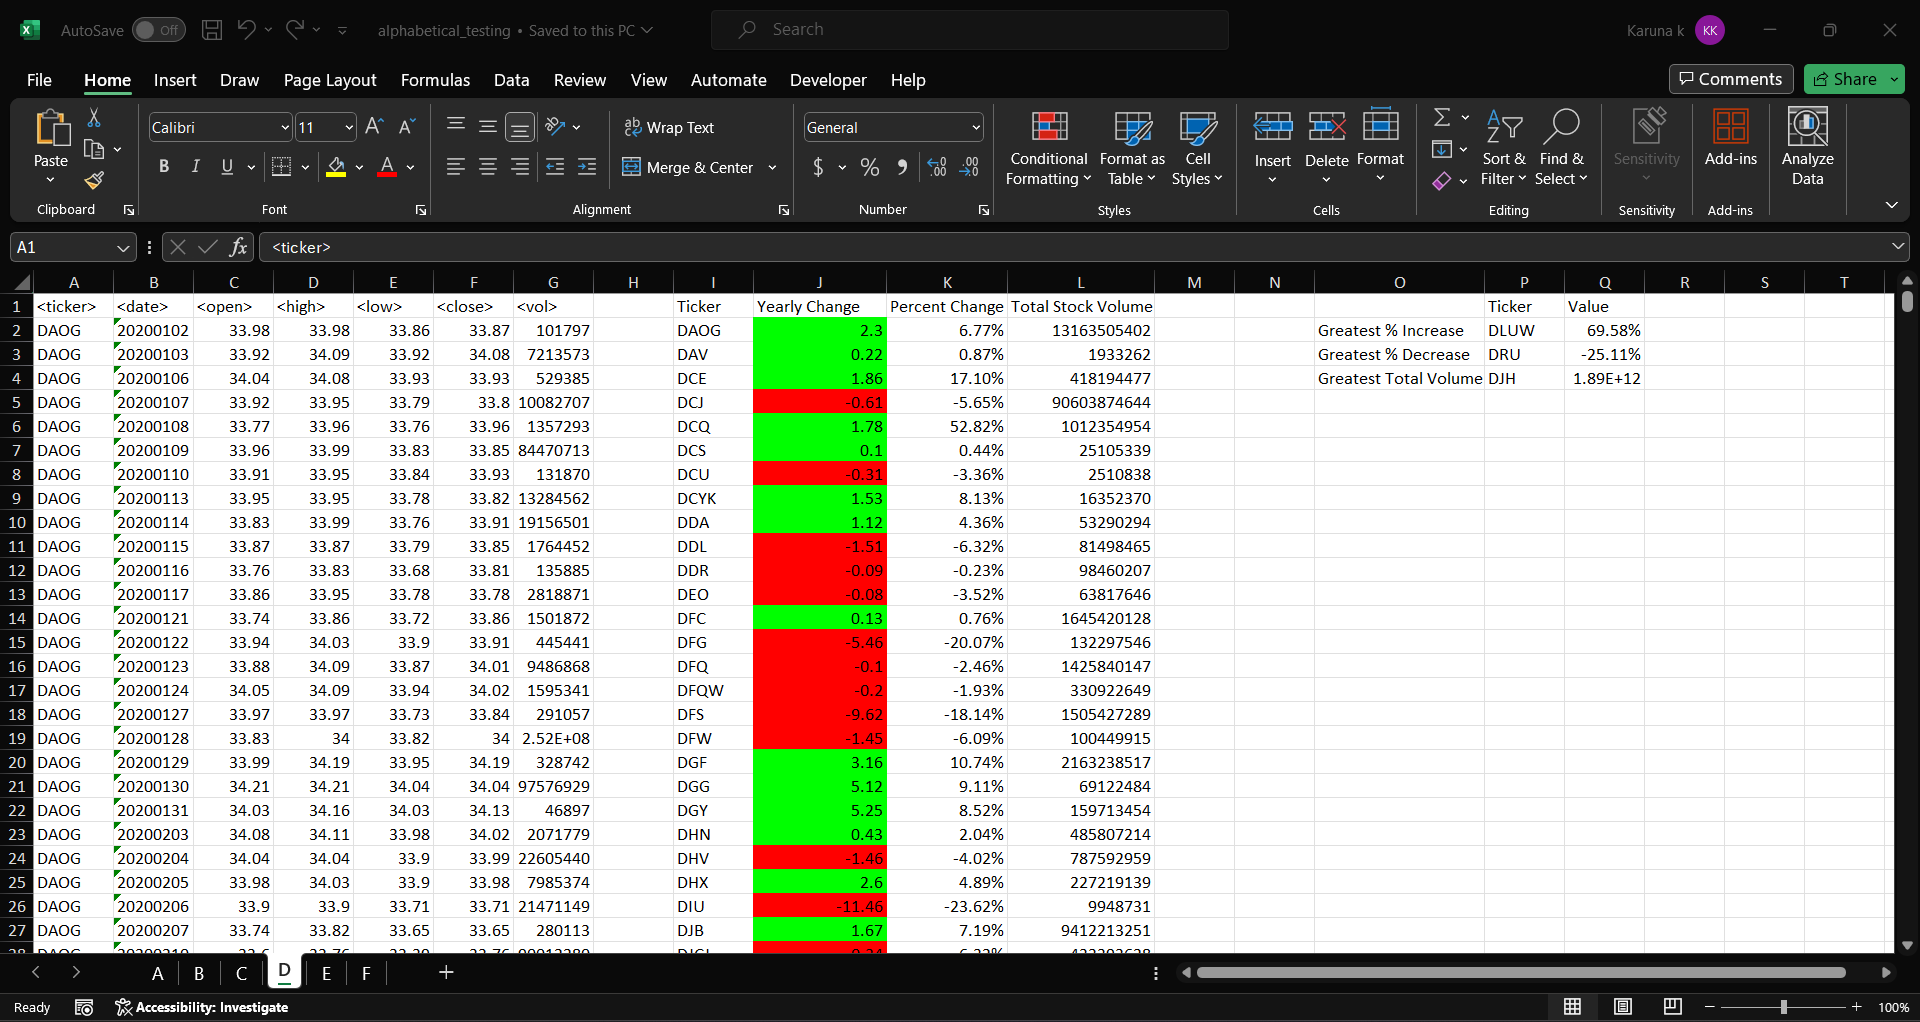 AutoSave Off alphabetical_testing • Saved to this PC Search Karuna k KK
File Home Insert Draw Page Layout Formulas Data Review View Automate Developer Help Comments Share
Paste
Clipboard
Calibri 11
B I U
Font
Wrap Text
Merge & Center
Alignment
General
$ % 9 .00 .00
Number
Conditional Formatting
Format as Table
Cell Styles
Styles
Insert
Delete
Format
Cells
Sort & Filter
Find & Select
Editing
Sensitivity
Sensitivity
Add-ins
Add-ins
Analyze Data
A1 fx <ticker>
A B C D E F G H I J K L M N O P Q R S T
1 <ticker> <date> <open> <high> <low> <close> <vol> Ticker Yearly Change Percent Change Total Stock Volume Ticker Value
2 DAOG 20200102 33.98 33.98 33.86 33.87 101797 DAOG 2.3 6.77% 13163505402 Greatest % Increase DLUW 69.58%
3 DAOG 20200103 33.92 34.09 33.92 34.08 7213573 DAV 0.22 0.87% 1933262 Greatest % Decrease DRU -25.11%
4 DAOG 20200106 34.04 34.08 33.93 33.93 529385 DCE 1.86 17.10% 418194477 Greatest Total Volume DJH 1.89E+12
5 DAOG 20200107 33.92 33.95 33.79 33.8 10082707 DCJ -0.61 -5.65% 90603874644
6 DAOG 20200108 33.77 33.96 33.76 33.96 1357293 DCQ 1.78 52.82% 1012354954
7 DAOG 20200109 33.96 33.99 33.83 33.85 84470713 DCS 0.1 0.44% 25105339
8 DAOG 20200110 33.91 33.95 33.84 33.93 131870 DCU -0.31 -3.36% 2510838
9 DAOG 20200113 33.95 33.95 33.78 33.82 13284562 DCYK 1.53 8.13% 16352370
10 DAOG 20200114 33.83 33.99 33.76 33.91 19156501 DDA 1.12 4.36% 53290294
11 DAOG 20200115 33.87 33.87 33.79 33.85 1764452 DDL -1.51 -6.32% 81498465
12 DAOG 20200116 33.76 33.83 33.68 33.81 135885 DDR -0.09 -0.23% 98460207
13 DAOG 20200117 33.86 33.95 33.78 33.78 2818871 DEO -0.08 -3.52% 63817646
14 DAOG 20200121 33.74 33.86 33.72 33.86 1501872 DFC 0.13 0.76% 1645420128
15 DAOG 20200122 33.94 34.03 33.9 33.91 445441 DFG -5.46 -20.07% 132297546
16 DAOG 20200123 33.88 34.09 33.87 34.01 9486868 DFQ -0.1 -2.46% 1425840147
17 DAOG 20200124 34.05 34.09 33.94 34.02 1595341 DFQW -0.2 -1.93% 330922649
18 DAOG 20200127 33.97 33.97 33.73 33.84 291057 DFS -9.62 -18.14% 1505427289
19 DAOG 20200128 33.83 34 33.82 34 2.52E+08 DFW -1.45 -6.09% 100449915
20 DAOG 20200129 33.99 34.19 33.95 34.19 328742 DGF 3.16 10.74% 2163238517
21 DAOG 20200130 34.21 34.21 34.04 34.04 97576929 DGG 5.12 9.11% 69122484
22 DAOG 20200131 34.03 34.16 34.03 34.13 46897 DGY 5.25 8.52% 159713454
23 DAOG 20200203 34.08 34.11 33.98 34.02 2071779 DHN 0.43 2.04% 485807214
24 DAOG 20200204 34.04 34.04 33.9 33.99 22605440 DHV -1.46 -4.02% 787592959
25 DAOG 20200205 33.98 34.03 33.9 33.98 7985374 DHX 2.6 4.89% 227219139
26 DAOG 20200206 33.9 33.9 33.71 33.71 21471149 DIU -11.46 -23.62% 9948731
27 DAOG 20200207 33.74 33.82 33.65 33.65 280113 DJB 1.67 7.19% 9412213251
A B C D E F
Ready Accessibility: Investigate 100%